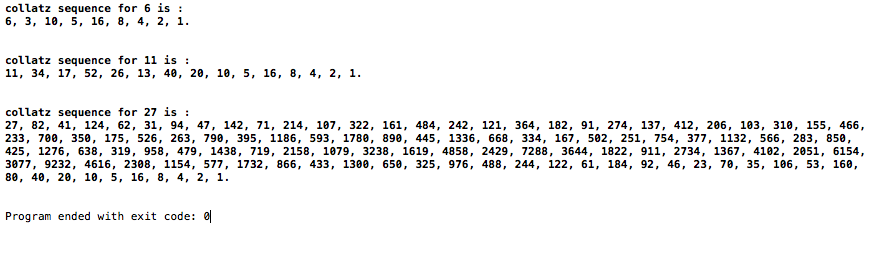 collatz sequence for 6 is :
6, 3, 10, 5, 16, 8, 4, 2, 1.
collatz sequence for 11 is :
11, 34, 17, 52, 26, 13, 40, 20, 10, 5, 16, 8, 4, 2, 1.
collatz sequence for 27 is :
27, 82, 41, 124, 62, 31, 94, 47, 142, 71, 214, 107, 322, 161, 484, 242, 121, 364, 182, 91, 274, 137, 412, 206, 103, 310, 155, 466,
233, 700, 350, 175, 526, 263, 790, 395, 1186, 593, 1780, 890, 445, 1336, 668, 334, 167, 502, 251, 754, 377, 1132, 566, 283, 850,
425, 1276, 638, 319, 958, 479, 1438, 719, 2158, 1079, 3238, 1619, 4858, 2429, 7288, 3644, 1822, 911, 2734, 1367, 4102, 2051, 6154,
3077, 9232, 4616, 2308, 1154, 577, 1732, 866, 433, 1300, 650, 325, 976, 488, 244, 122, 61, 184, 92, 46, 23, 70, 35, 106, 53, 160,
80, 40, 20, 10, 5, 16, 8, 4, 2, 1.
Program ended with exit code: 0